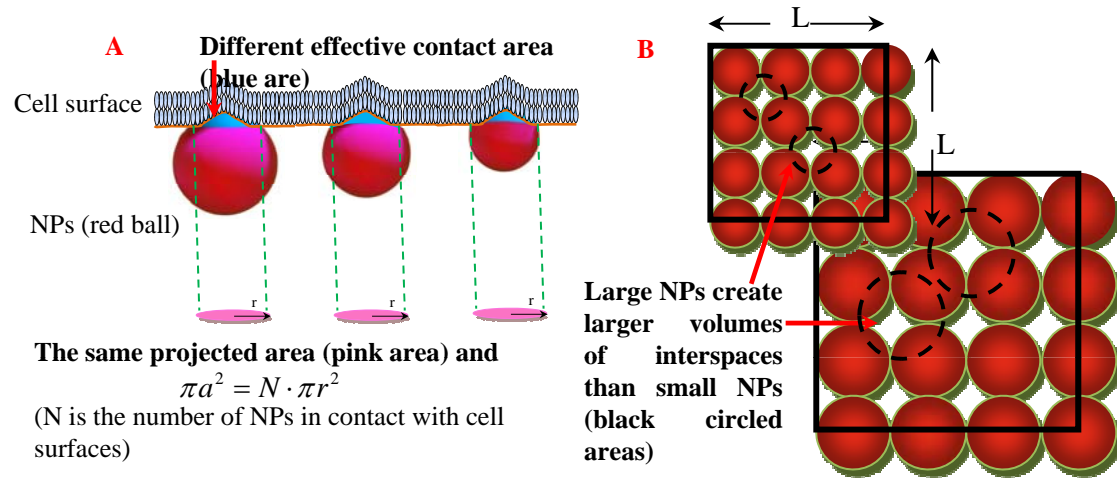 A
Different effective contact area
(blue are)
Cell surface
NPs (red ball)
r
r
r
The same projected area (pink area) and
πa² = N · πr²
(N is the number of NPs in contact with cell
surfaces)
B
L
L
Large NPs create
larger volumes
of interspaces
than small NPs
(black circled
areas)